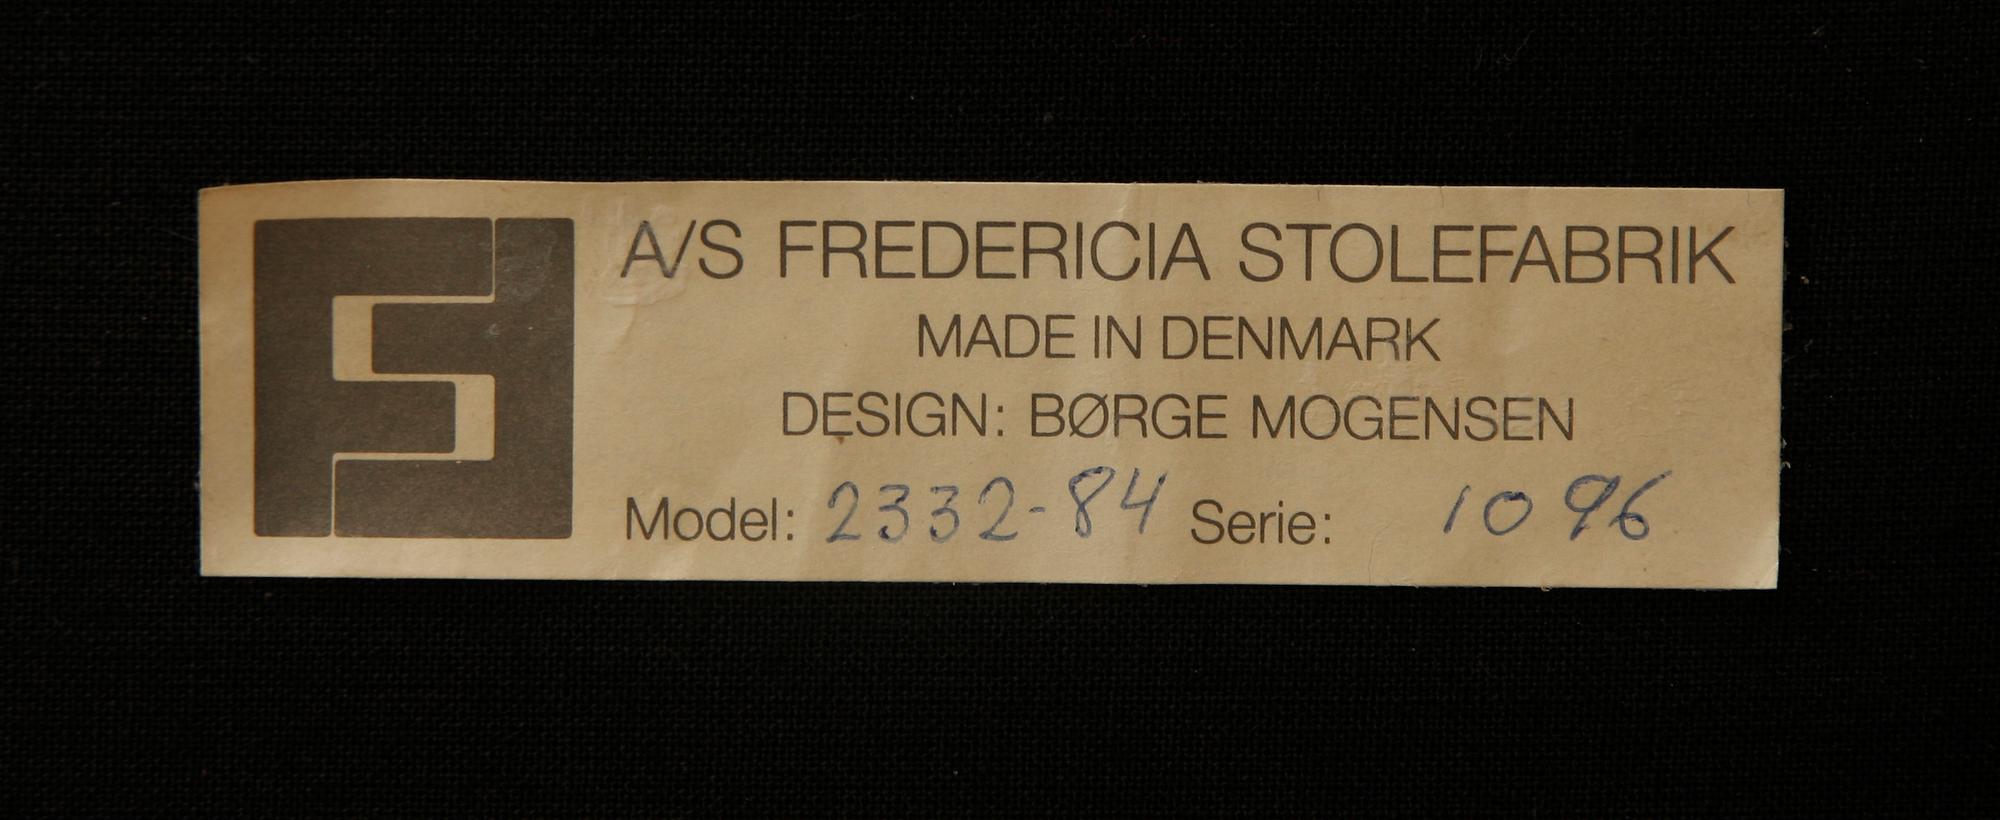 A/S FREDERICIA STOLEFABRIK
MADE IN DENMARK
DESIGN: BØRGE MOGENSEN
Model: 2332-84 Serie: 1096